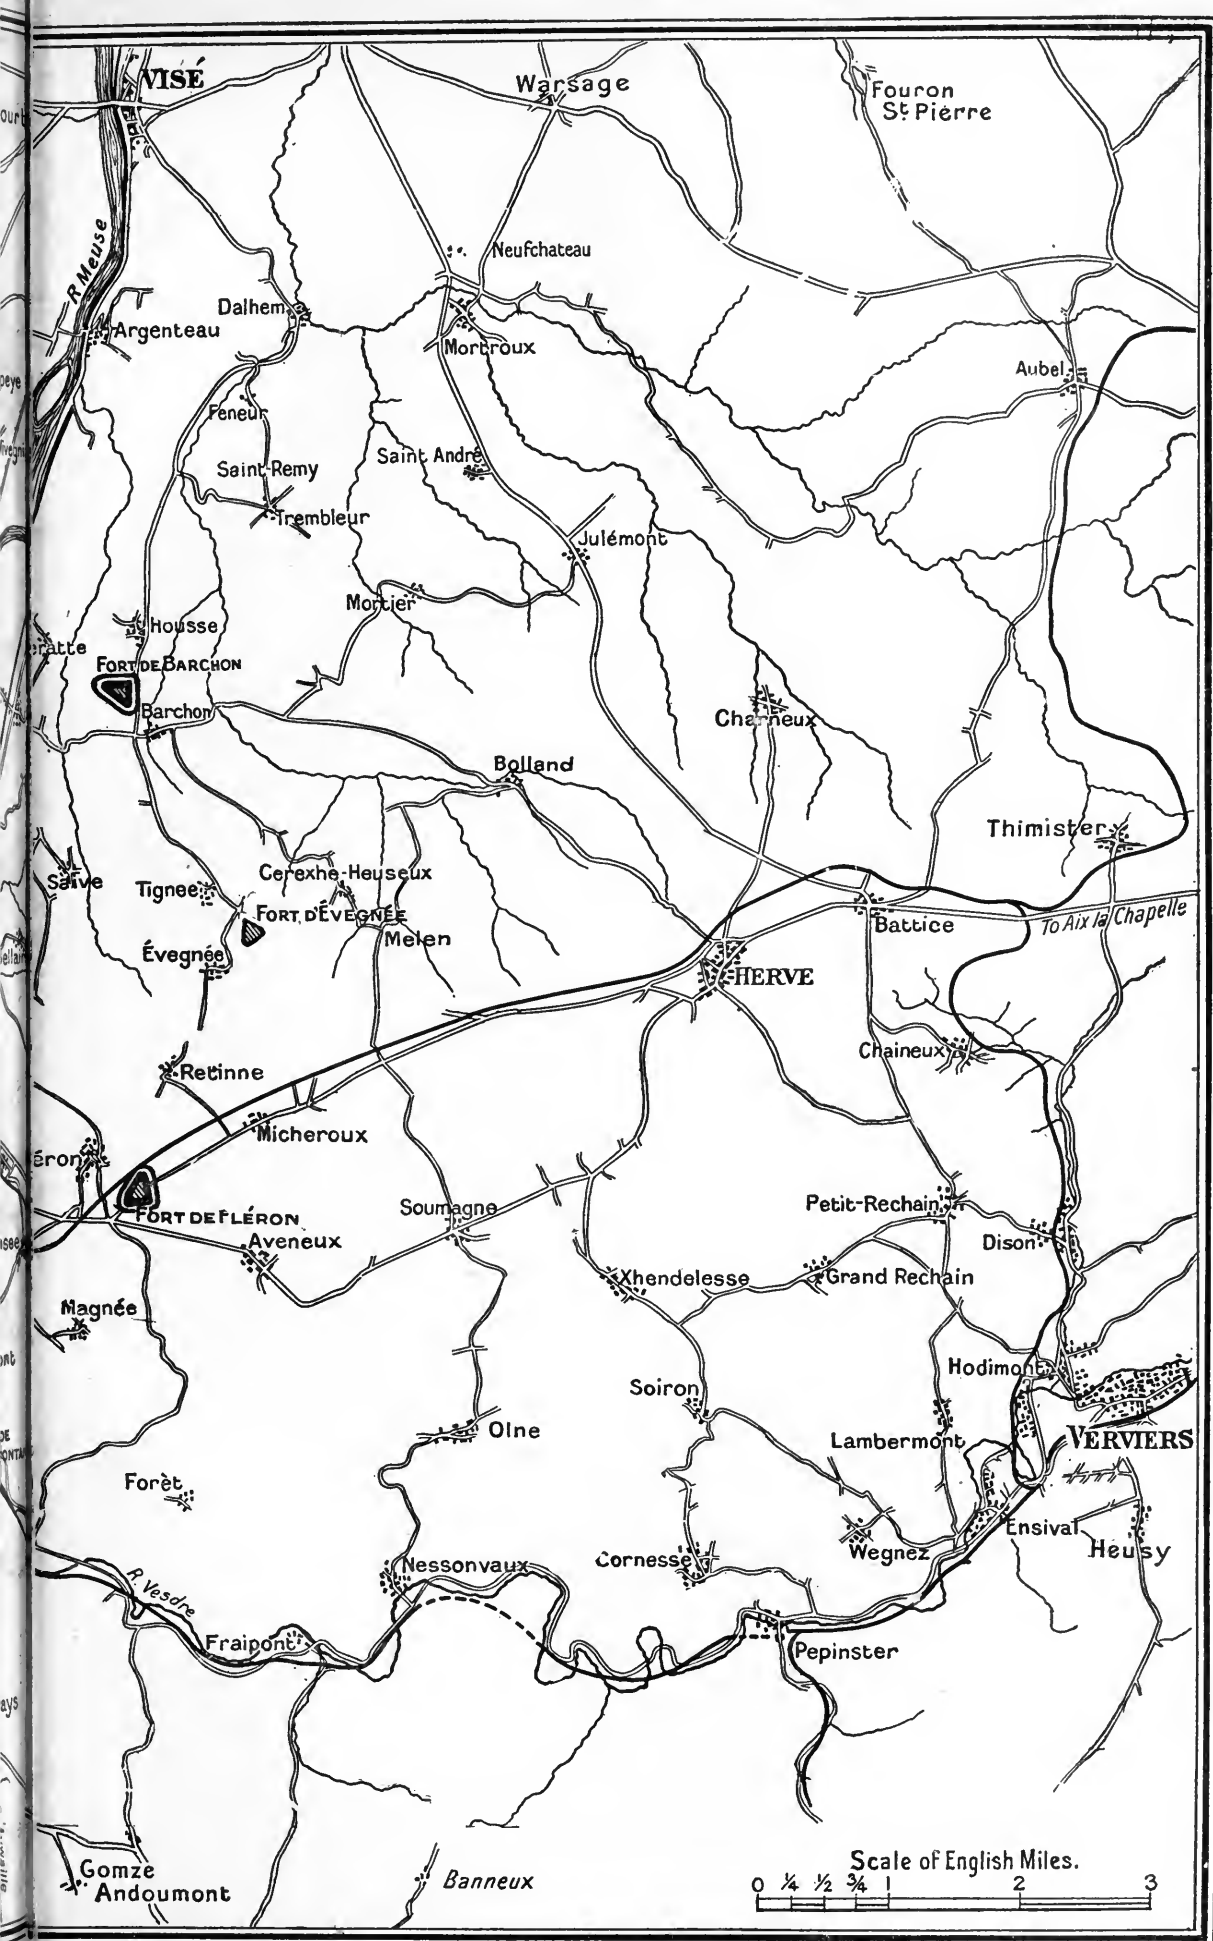 VISÉ
Warsage
Fouron
St. Pierre
R. Meuse
Neufchateau
Dalhem
Argenteau
Mortroux
Aubel
Feneur
Saint-Remy
Saint André
Trembleur
Julémont
Mortier
Housse
eratte
FORT DE BARCHON
Barchon
Charneux
Bolland
Thimister
Cerexhe-Heuseux
Saive
Tignee
FORT D'ÉVEGNÉE
Battice
To Aix la Chapelle
Melen
Évegnée
HERVE
Chaineux
Retinne
Micheroux
éron
Petit-Rechain
Soumagne
FORT DE FLÉRON
Aveneux
Dison
Xhendelesse
Grand Rechain
Magnée
Hodimont
Soiron
Olne
Lambermont
VERVIERS
Forèt
Ensival
Heusy
Wegnez
Cornesse
Nessonvaux
R. Vesdre
Fraipont
Pepinster
Gomze
Andoumont
Banneux
Scale of English Miles.
0 ¼ ½ ¾ 1 2 3